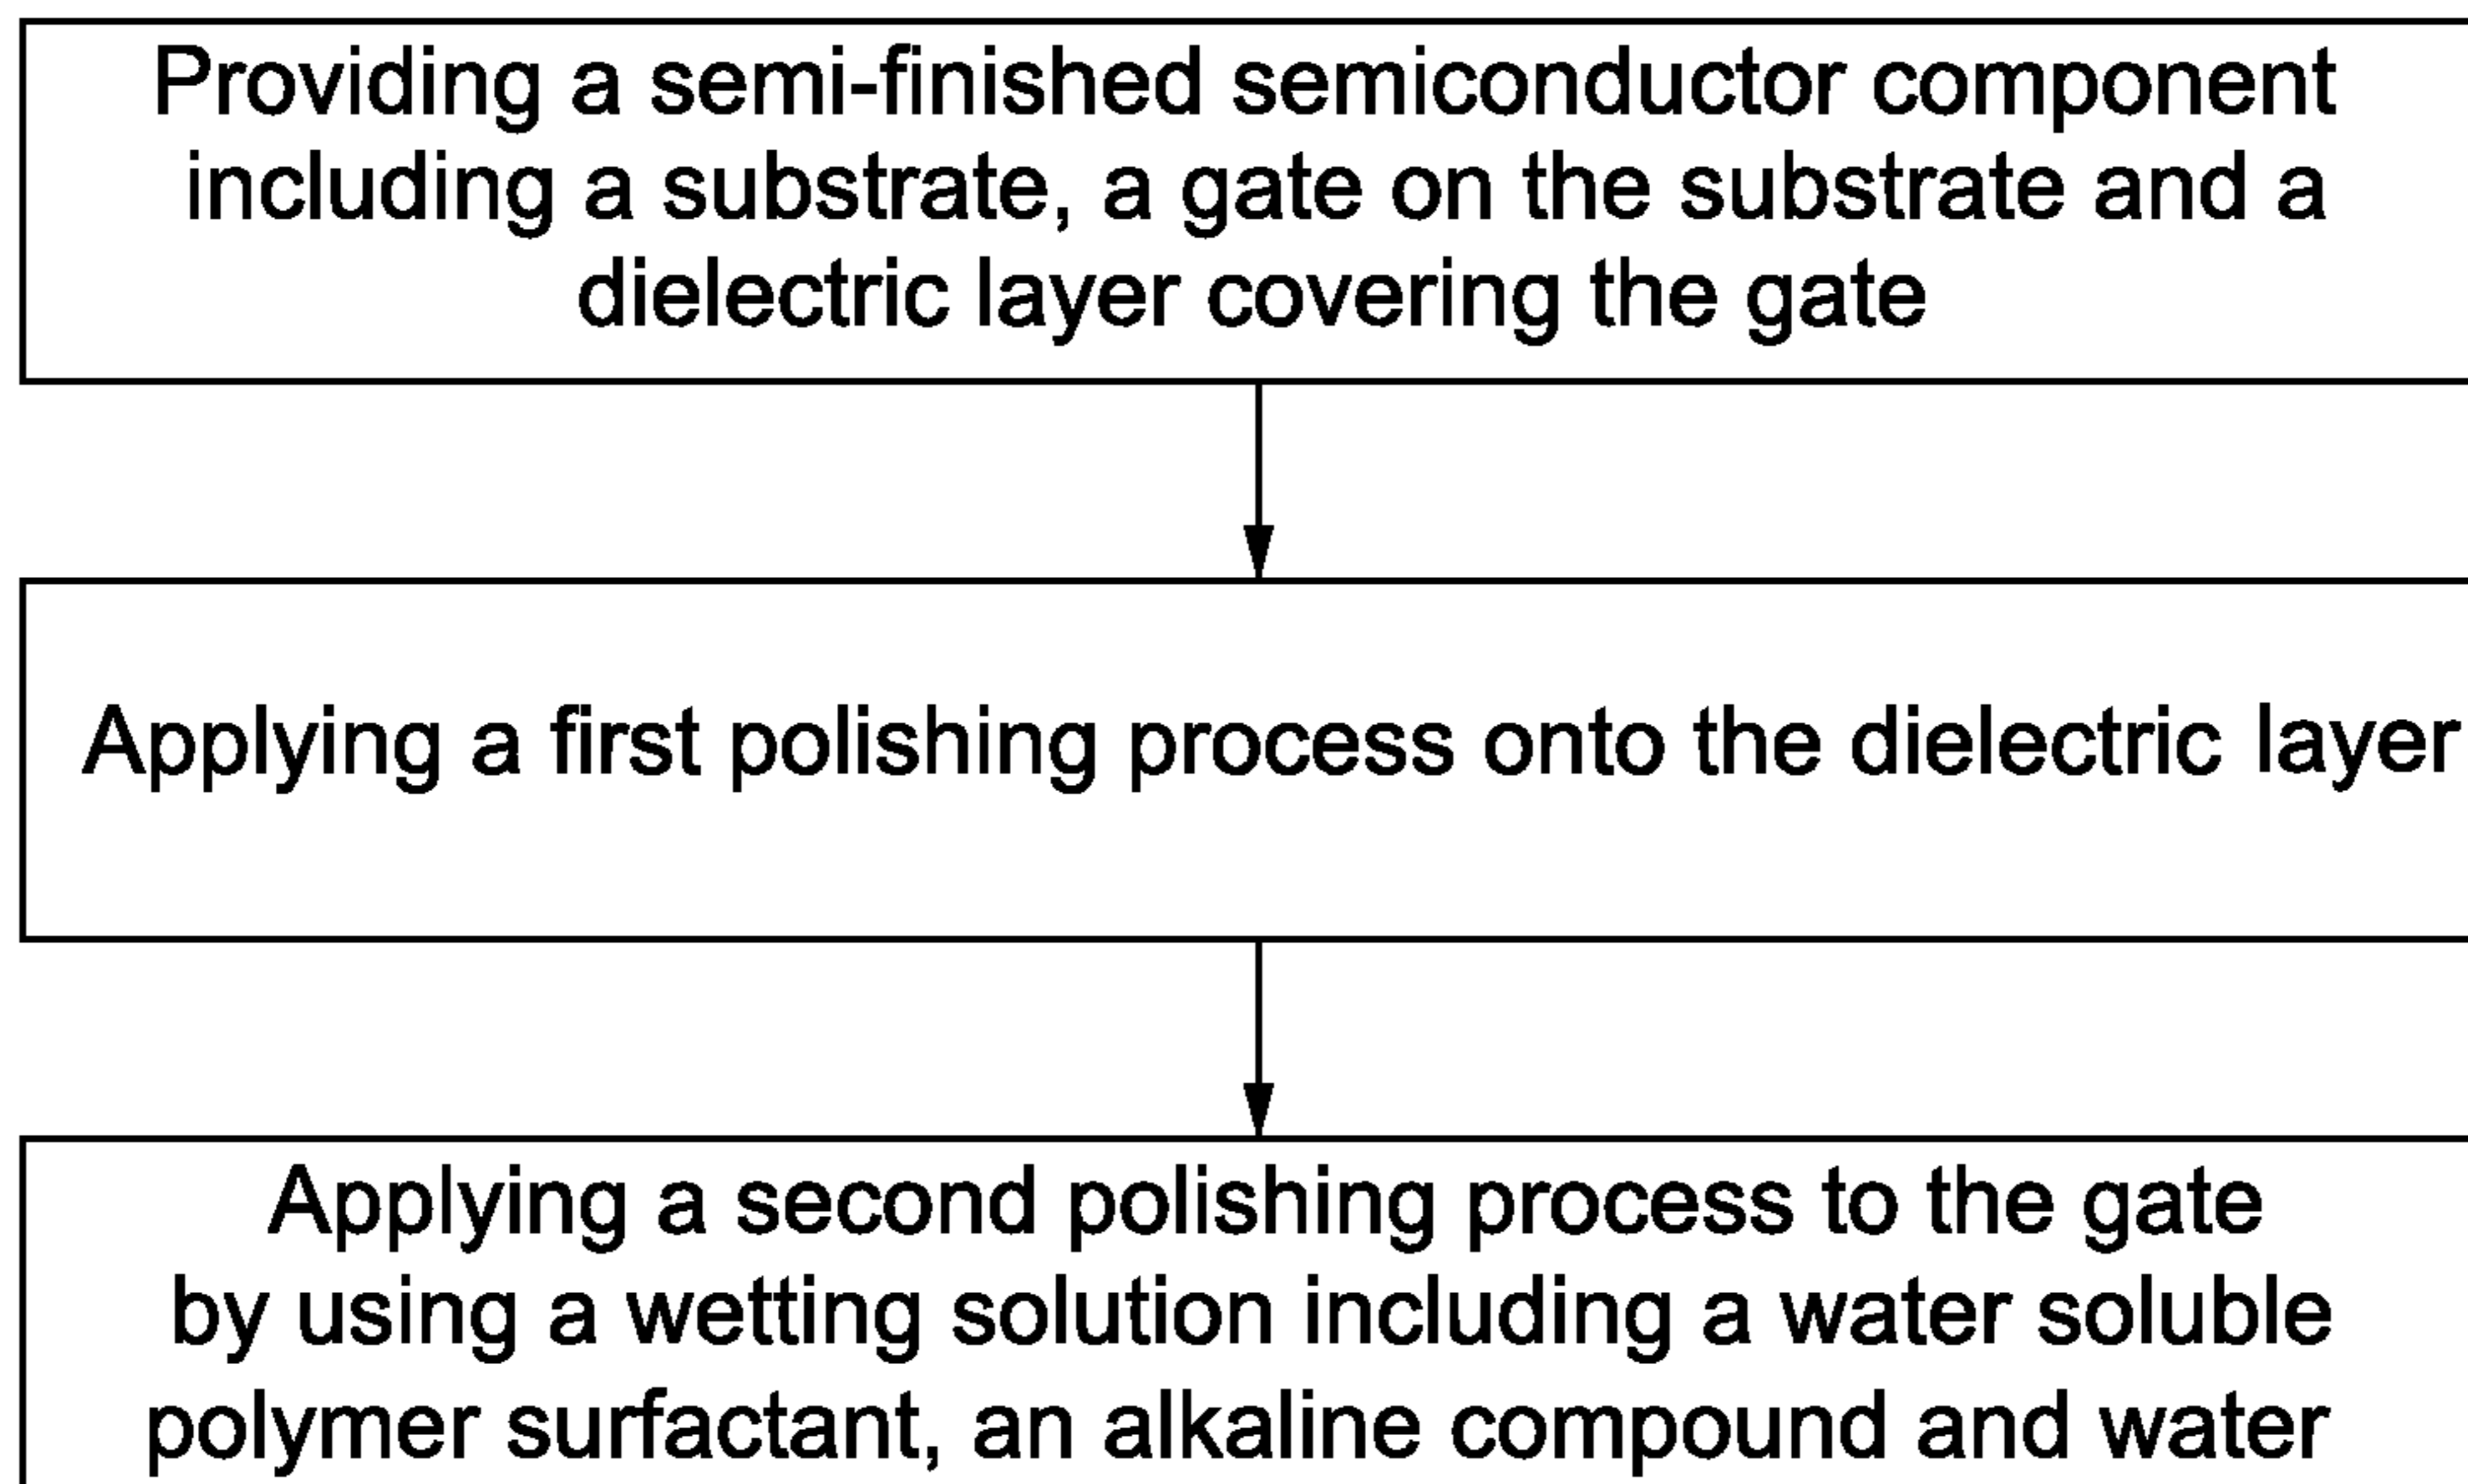 Providing a semi-finished semiconductor component
including a substrate, a gate on the substrate and a
dielectric layer covering the gate
Applying a first polishing process onto the dielectric layer
Applying a second polishing process to the gate
by using a wetting solution including a water soluble
polymer surfactant, an alkaline compound and water